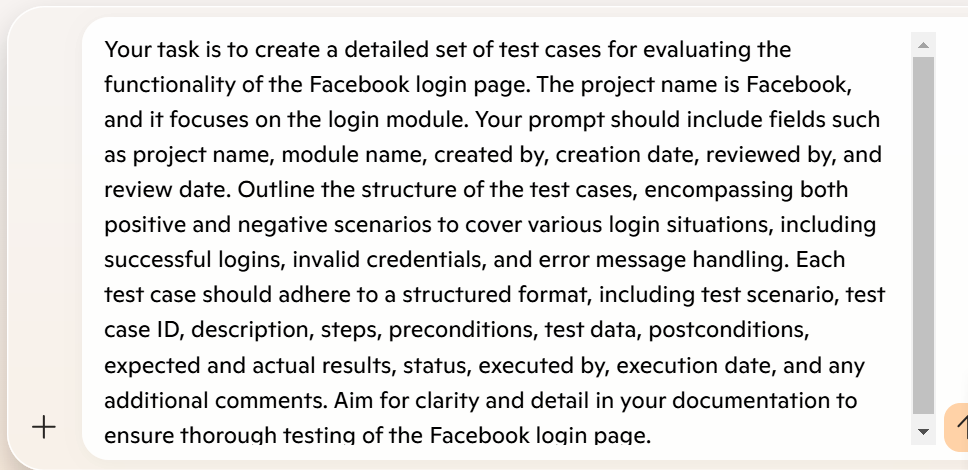 Your task is to create a detailed set of test cases for evaluating the
functionality of the Facebook login page. The project name is Facebook,
and it focuses on the login module. Your prompt should include fields such
as project name, module name, created by, creation date, reviewed by, and
review date. Outline the structure of the test cases, encompassing both
positive and negative scenarios to cover various login situations, including
successful logins, invalid credentials, and error message handling. Each
test case should adhere to a structured format, including test scenario, test
case ID, description, steps, preconditions, test data, postconditions,
expected and actual results, status, executed by, execution date, and any
additional comments. Aim for clarity and detail in your documentation to
ensure thorough testing of the Facebook login page.